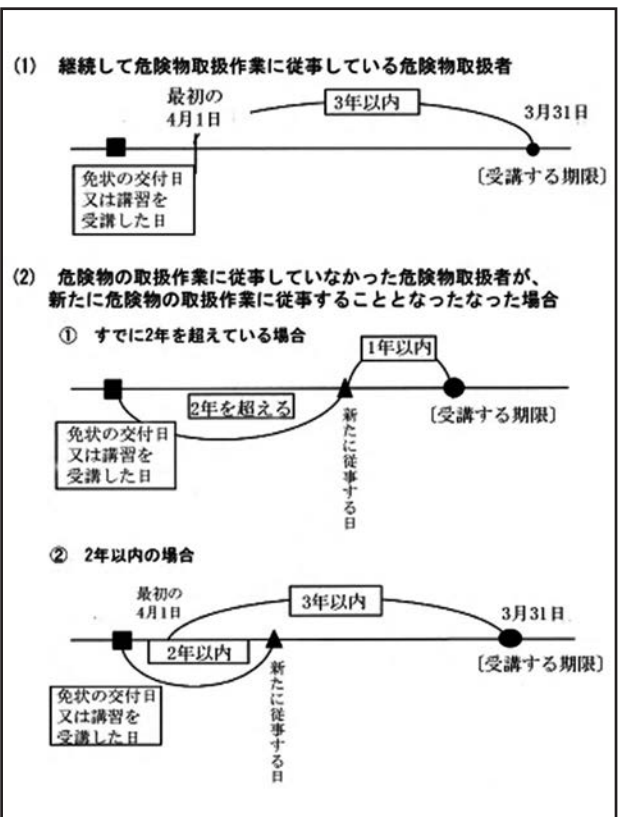 (1) 継続して危険物取扱作業に従事している危険物取扱者
最初の
4月1日
3年以内
3月31日
免状の交付日
又は講習を
受講した日
〔受講する期限〕
(2) 危険物の取扱作業に従事していなかった危険物取扱者が、
新たに危険物の取扱作業に従事することとなったなった場合
① すでに2年を超えている場合
1年以内
2年を超える
〔受講する期限〕
免状の交付日
又は講習を
受講した日
新たに従事する日
② 2年以内の場合
最初の
4月1日
3年以内
3月31日
2年以内
〔受講する期限〕
免状の交付日
又は講習を
受講した日
新たに従事する日